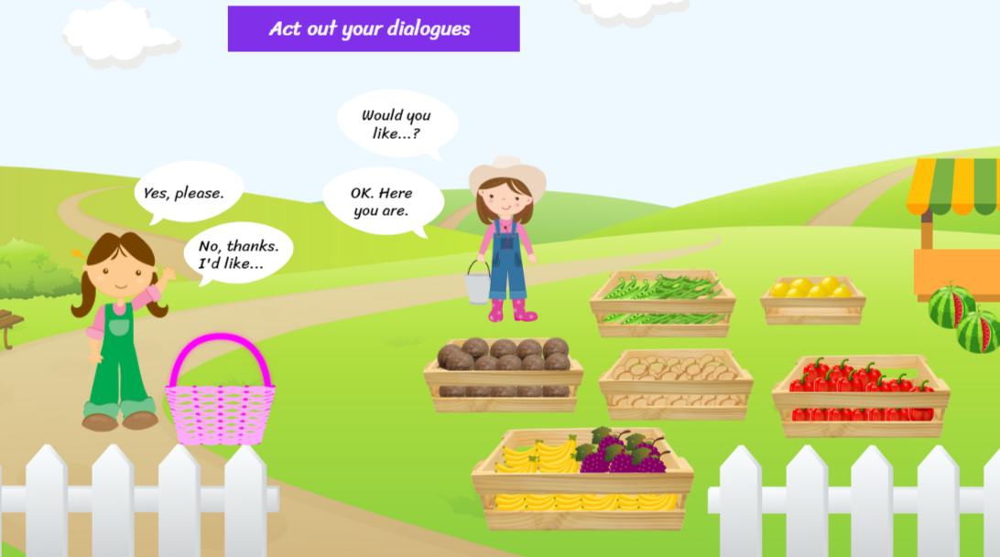 Act out your dialogues
Would you
like...?
Yes, please.
OK. Here
you are.
No, thanks.
I'd like...